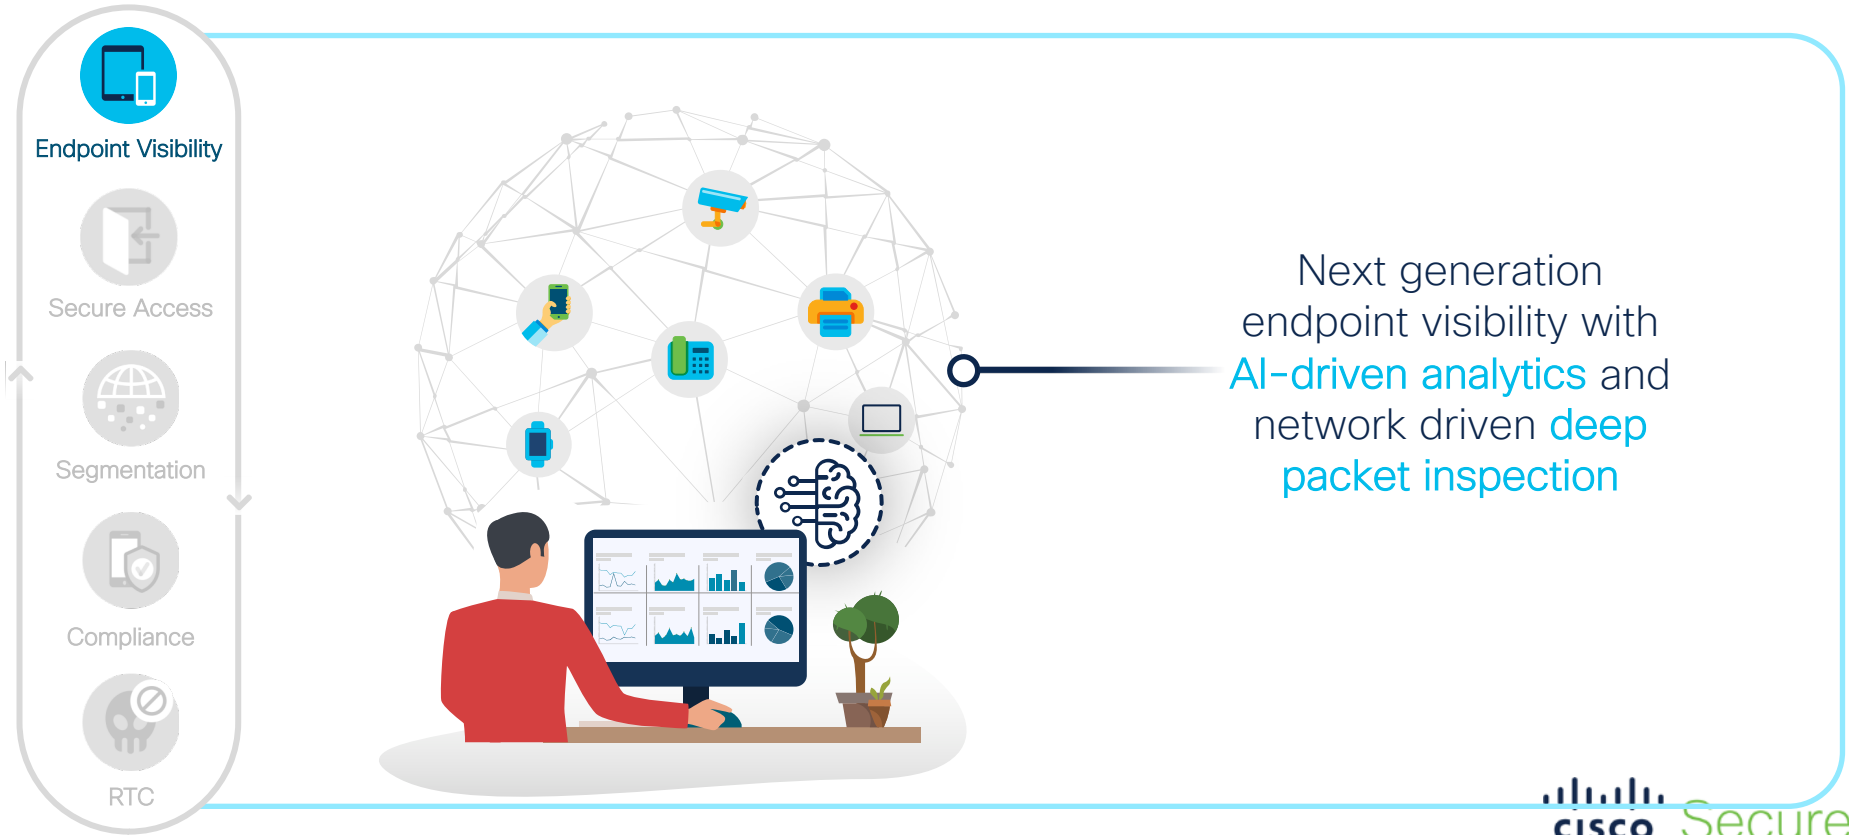 Endpoint Visibility
Secure Access
Segmentation
Compliance
RTC
Next generation
endpoint visibility with
AI-driven analytics and
network driven deep
packet inspection
cisco Secure